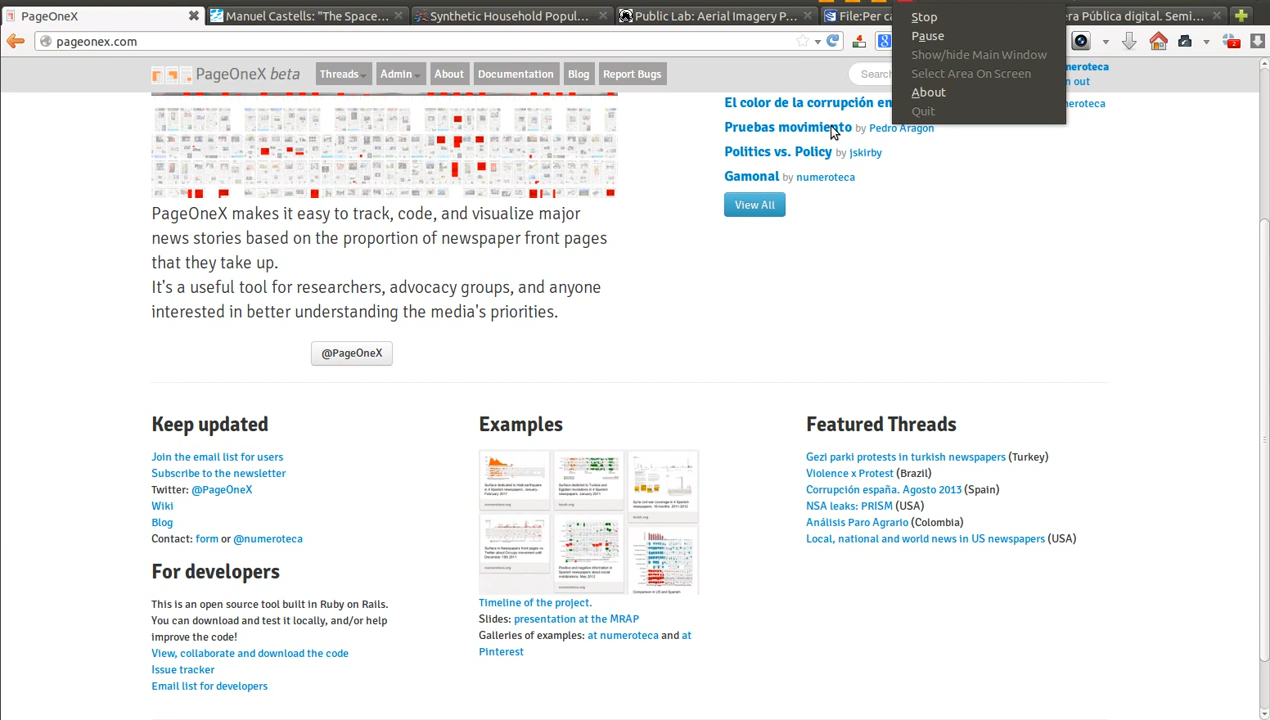 PageOneX
Manuel Castells: "The Space...
Synthetic Household Popul...
Public Lab: Aerial Imagery P...
File:Per ca
era Pública digital. Semi...
pageonex.com
PageOneX beta
Threads
Admin
About
Documentation
Blog
Report Bugs
Search
Stop
Pause
Show/hide Main Window
Select Area On Screen
About
Quit
numeroteca
n out
El color de la corrupción en
meroteca
Pruebas movimiento by Pedro Aragon
Politics vs. Policy by jskirby
Gamonal by numeroteca
View All
PageOneX makes it easy to track, code, and visualize major
news stories based on the proportion of newspaper front pages
that they take up.
It's a useful tool for researchers, advocacy groups, and anyone
interested in better understanding the media's priorities.
@PageOneX
Keep updated
Join the email list for users
Subscribe to the newsletter
Twitter: @PageOneX
Wiki
Blog
Contact: form or @numeroteca
For developers
This is an open source tool built in Ruby on Rails.
You can download and test it locally, and/or help
improve the code!
View, collaborate and download the code
Issue tracker
Email list for developers
Examples
Timeline of the project.
Slides: presentation at the MRAP
Galleries of examples: at numeroteca and at
Pinterest
Featured Threads
Gezi parki protests in turkish newspapers (Turkey)
Violence x Protest (Brazil)
Corrupción españa. Agosto 2013 (Spain)
NSA leaks: PRISM (USA)
Análisis Paro Agrario (Colombia)
Local, national and world news in US newspapers (USA)